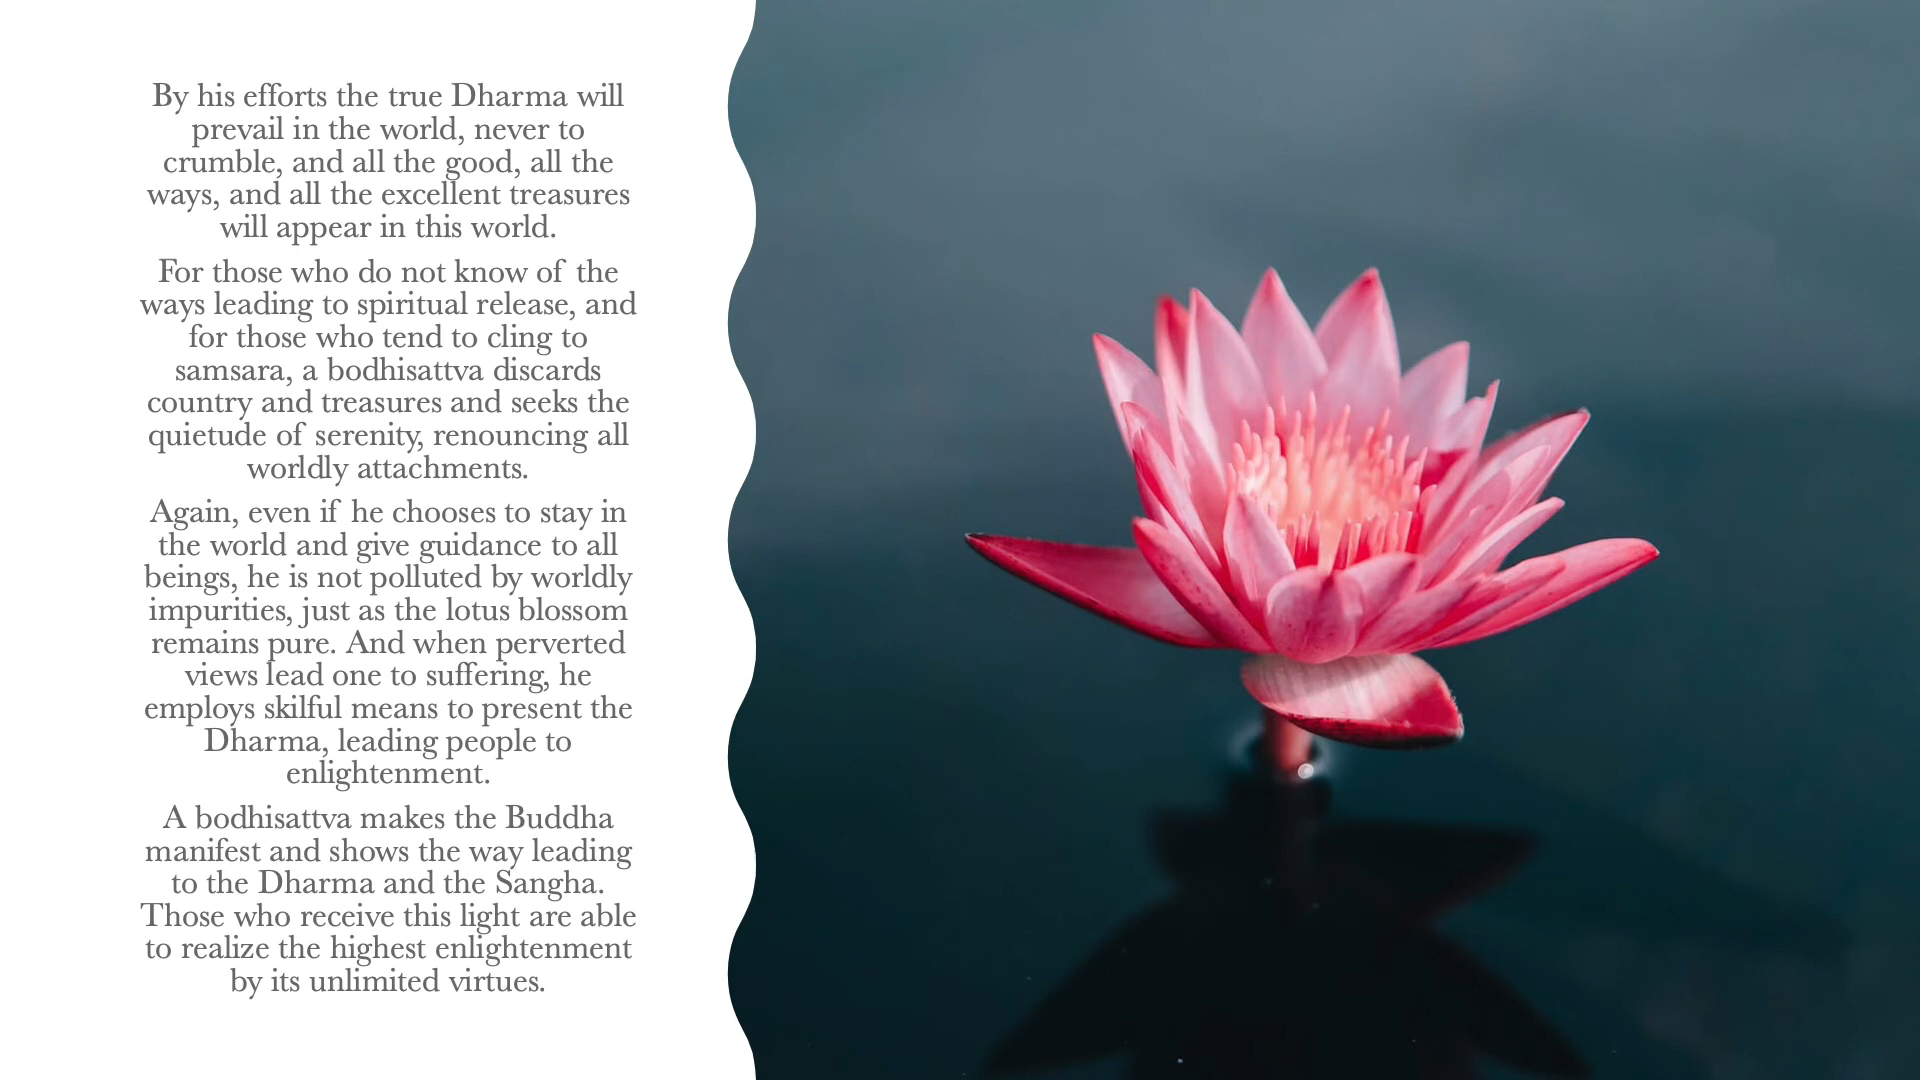 By his efforts the true Dharma will
prevail in the world, never to
crumble, and all the good, all the
ways, and all the excellent treasures
will appear in this world.
For those who do not know of the
ways leading to spiritual release, and
for those who tend to cling to
samsara, a bodhisattva discards
country and treasures and seeks the
quietude of serenity, renouncing all
worldly attachments.
Again, even if he chooses to stay in
the world and give guidance to all
beings, he is not polluted by worldly
impurities, just as the lotus blossom
remains pure. And when perverted
views lead one to suffering, he
employs skilful means to present the
Dharma, leading people to
enlightenment.
A bodhisattva makes the Buddha
manifest and shows the way leading
to the Dharma and the Sangha.
Those who receive this light are able
to realize the highest enlightenment
by its unlimited virtues.